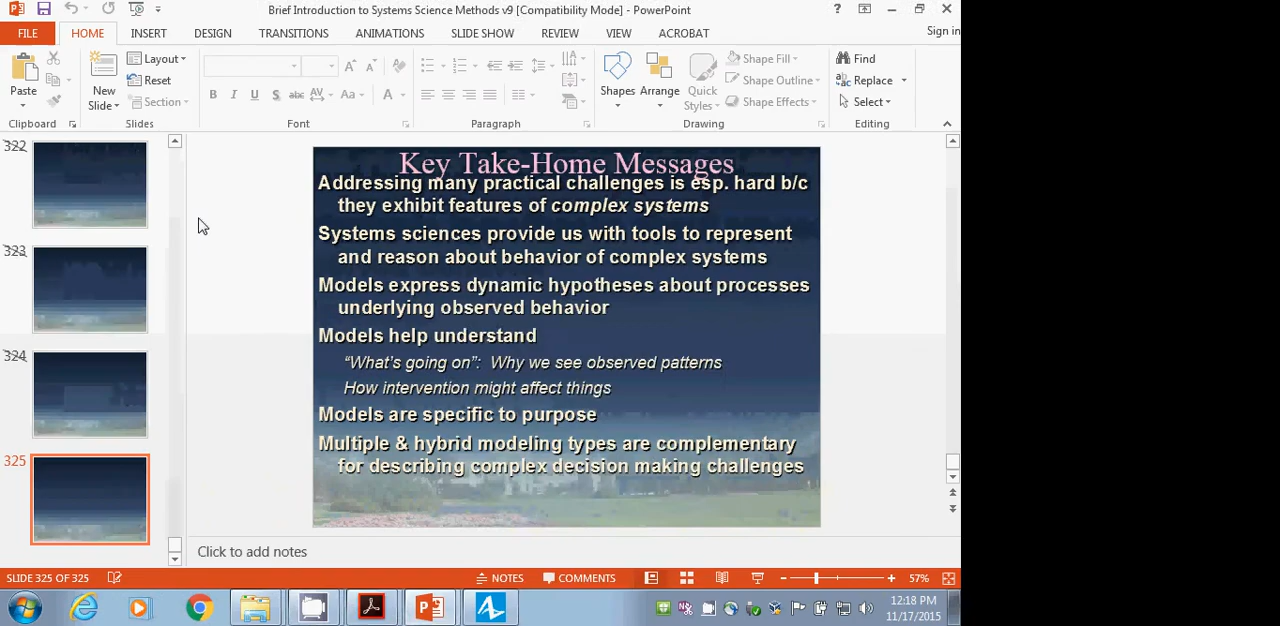 Brief Introduction to Systems Science Methods v9 [Compatibility Mode] - PowerPoint
?
FILE HOME INSERT DESIGN TRANSITIONS ANIMATIONS SLIDE SHOW REVIEW VIEW ACROBAT Sign in
Paste
New
Slide
Layout
Reset
Section
B I U S abc AV Aa A
Shapes
Arrange
Quick
Styles
Shape Fill
Shape Outline
Shape Effects
Find
Replace
Select
Clipboard Slides Font Paragraph Drawing Editing
322
323
324
325
Key Take-Home Messages
Addressing many practical challenges is esp. hard b/c
they exhibit features of complex systems
Systems sciences provide us with tools to represent
and reason about behavior of complex systems
Models express dynamic hypotheses about processes
underlying observed behavior
Models help understand
“What’s going on”: Why we see observed patterns
How intervention might affect things
Models are specific to purpose
Multiple & hybrid modeling types are complementary
for describing complex decision making challenges
Click to add notes
SLIDE 325 OF 325 NOTES COMMENTS 57%
12:18 PM
11/17/2015